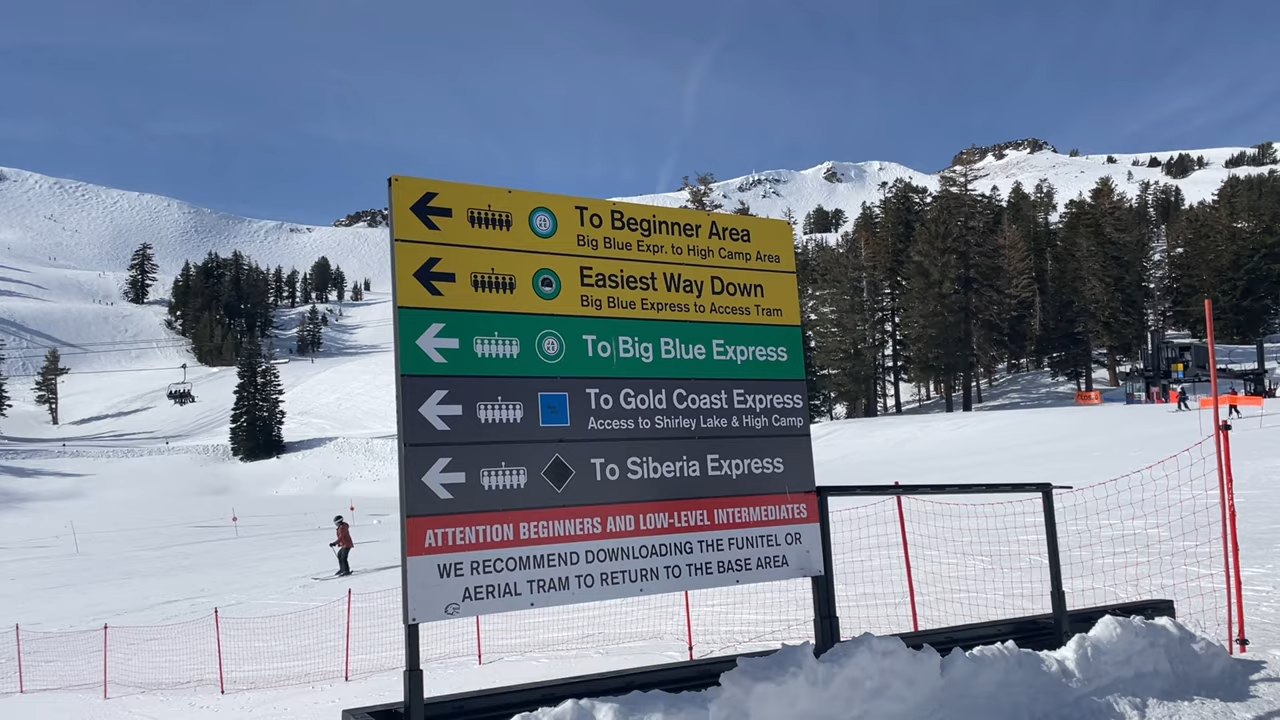 To Beginner Area
Big Blue Expr. to High Camp Area
Easiest Way Down
Big Blue Express to Access Tram
To Big Blue Express
To Gold Coast Express
Access to Shirley Lake & High Camp
To Siberia Express
ATTENTION BEGINNERS AND LOW-LEVEL INTERMEDIATES
WE RECOMMEND DOWNLOADING THE FUNITEL OR
AERIAL TRAM TO RETURN TO THE BASE AREA
CLOSED